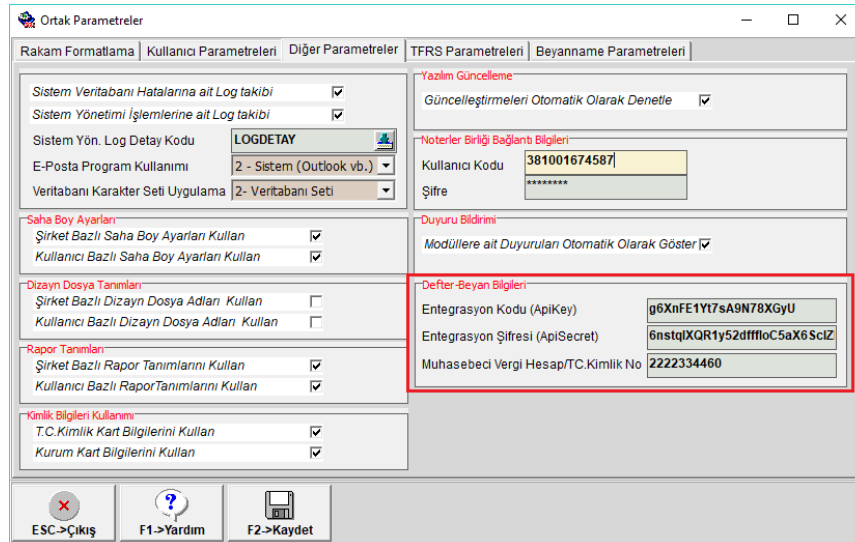 Ortak Parametreler
Rakam Formatlama
Kullanıcı Parametreleri
Diğer Parametreler
TFRS Parametreleri
Beyanname Parametreleri
Sistem Veritabanı Hatalarına ait Log takibi
Sistem Yönetimi İşlemlerine ait Log takibi
Sistem Yön. Log Detay Kodu LOGDETAY
E-Posta Program Kullanımı 2 - Sistem (Outlook vb.)
Veritabanı Karakter Seti Uygulama 2- Veritabanı Seti
Saha Boy Ayarları
Şirket Bazlı Saha Boy Ayarları Kullan
Kullanıcı Bazlı Saha Boy Ayarları Kullan
Dizayn Dosya Tanımları
Şirket Bazlı Dizayn Dosya Adları Kullan
Kullanıcı Bazlı Dizayn Dosya Adları Kullan
Rapor Tanımları
Şirket Bazlı Rapor Tanımlarını Kullan
Kullanıcı Bazlı RaporTanımlarını Kullan
Kimlik Bilgileri Kullanımı
T.C.Kimlik Kart Bilgilerini Kullan
Kurum Kart Bilgilerini Kullan
Yazılım Güncelleme
Güncelleştirmeleri Otomatik Olarak Denetle
Noterler Birliği Bağlantı Bilgileri
Kullanıcı Kodu 381001674587
Şifre ********
Duyuru Bildirimi
Modüllere ait Duyuruları Otomatik Olarak Göster
Defter-Beyan Bilgileri
Entegrasyon Kodu (ApiKey) g6XnFE1Yt7sA9N78XGyU
Entegrasyon Şifresi (ApiSecret)
Muhasebeci Vergi Hesap/TC.Kimlik No 2222334460
ESC->Çıkış
F1->Yardım
F2->Kaydet